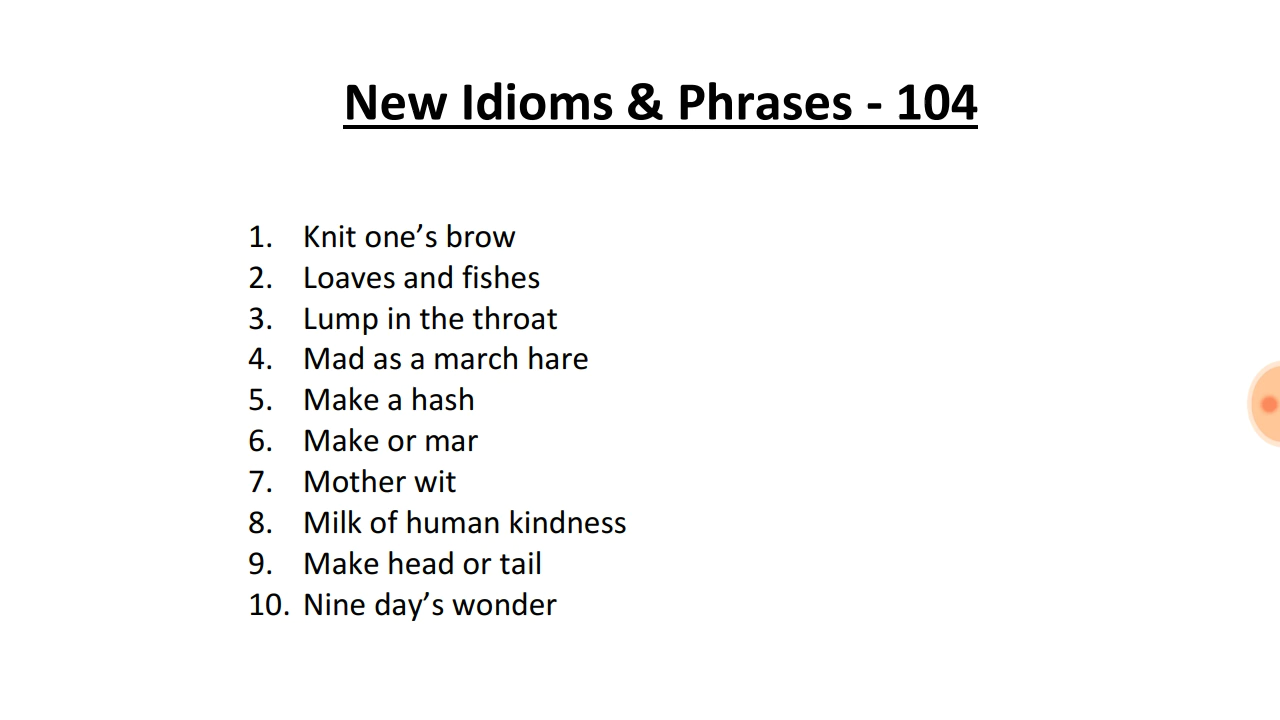 New Idioms & Phrases - 104
1. Knit one’s brow
2. Loaves and fishes
3. Lump in the throat
4. Mad as a march hare
5. Make a hash
6. Make or mar
7. Mother wit
8. Milk of human kindness
9. Make head or tail
10. Nine day’s wonder